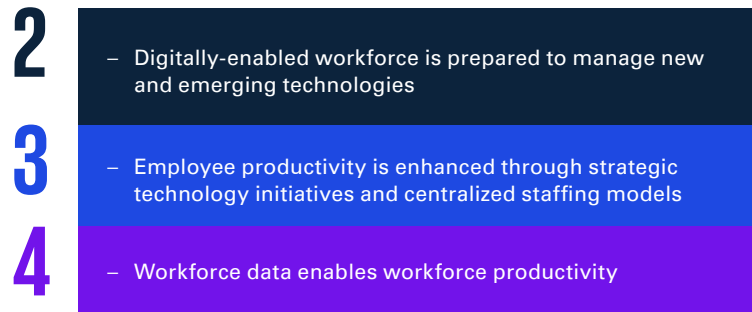 2
– Digitally-enabled workforce is prepared to manage new
and emerging technologies
3
– Employee productivity is enhanced through strategic
technology initiatives and centralized staffing models
4
– Workforce data enables workforce productivity